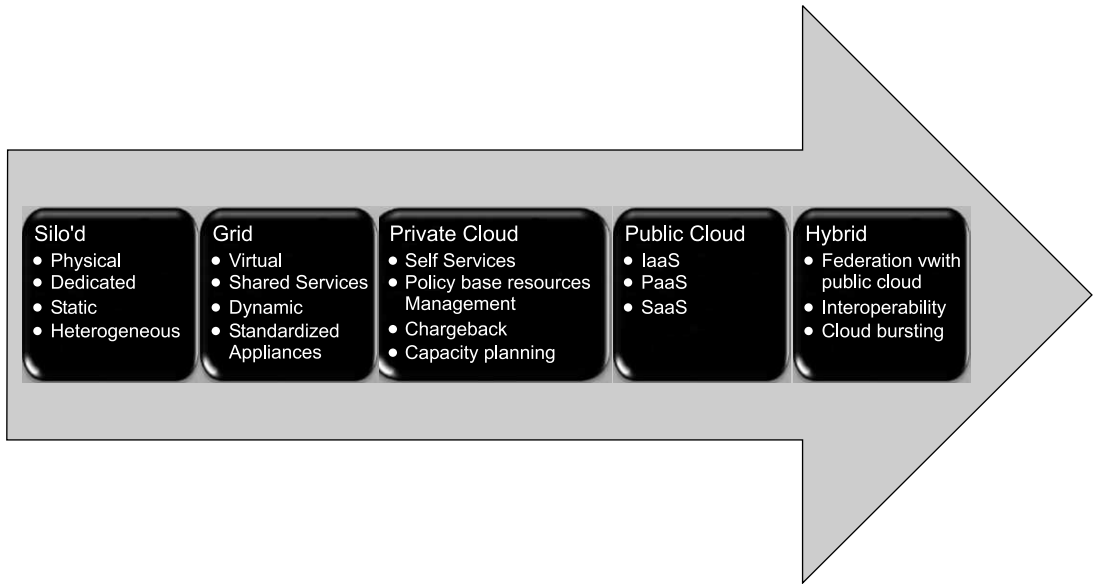 Silo'd
• Physical
• Dedicated
• Static
• Heterogeneous
Grid
• Virtual
• Shared Services
• Dynamic
• Standardized
Appliances
Private Cloud
• Self Services
• Policy base resources
Management
• Chargeback
• Capacity planning
Public Cloud
• IaaS
• PaaS
• SaaS
Hybrid
• Federation vwith
public cloud
• Interoperability
• Cloud bursting